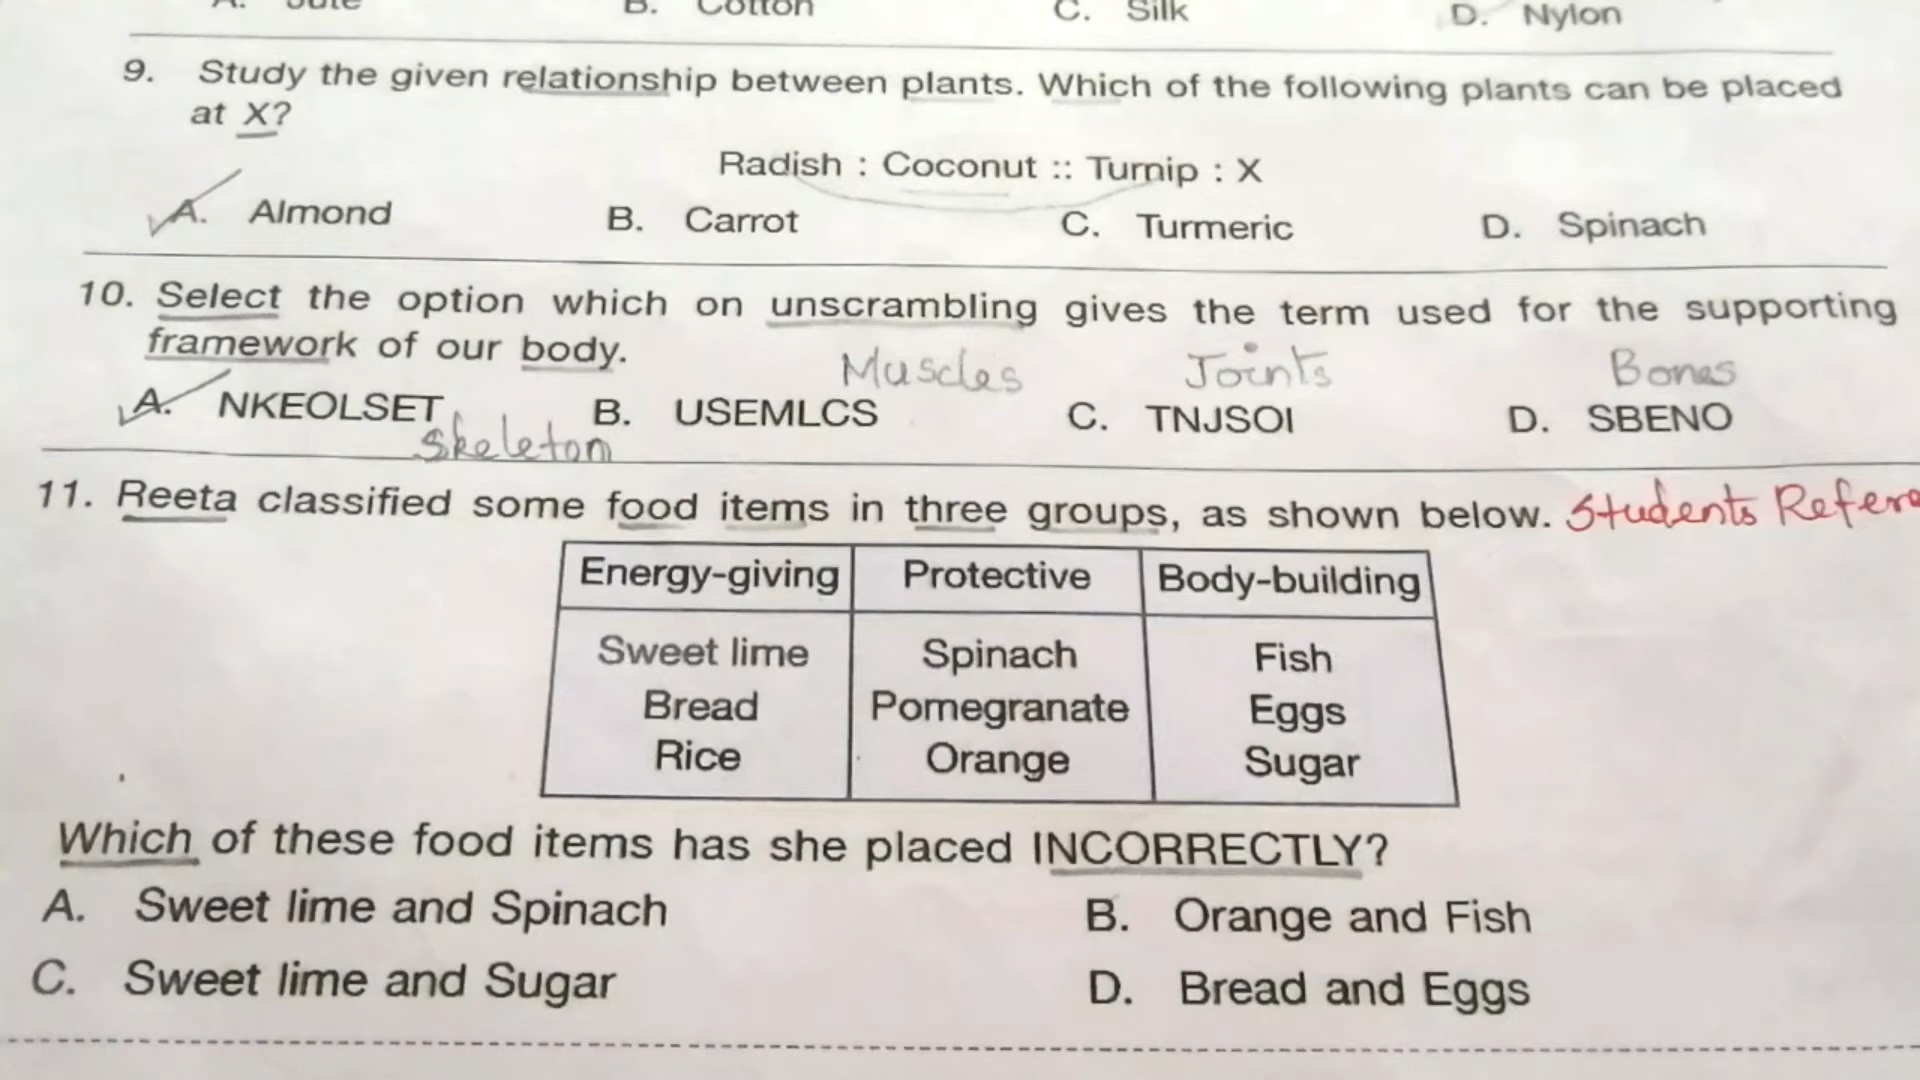 B. Cotton C. Silk D. Nylon
9. Study the given relationship between plants. Which of the following plants can be placed
at X?
Radish : Coconut :: Turnip : X
A. Almond B. Carrot C. Turmeric D. Spinach
10. Select the option which on unscrambling gives the term used for the supporting
framework of our body.
Muscles Joints Bones
A. NKEOLSET B. USEMLCS C. TNJSOI D. SBENO
Skeleton
11. Reeta classified some food items in three groups, as shown below. Students Refere
Energy-giving Protective Body-building
Sweet lime Spinach Fish
Bread Pomegranate Eggs
Rice Orange Sugar
Which of these food items has she placed INCORRECTLY?
A. Sweet lime and Spinach B. Orange and Fish
C. Sweet lime and Sugar D. Bread and Eggs